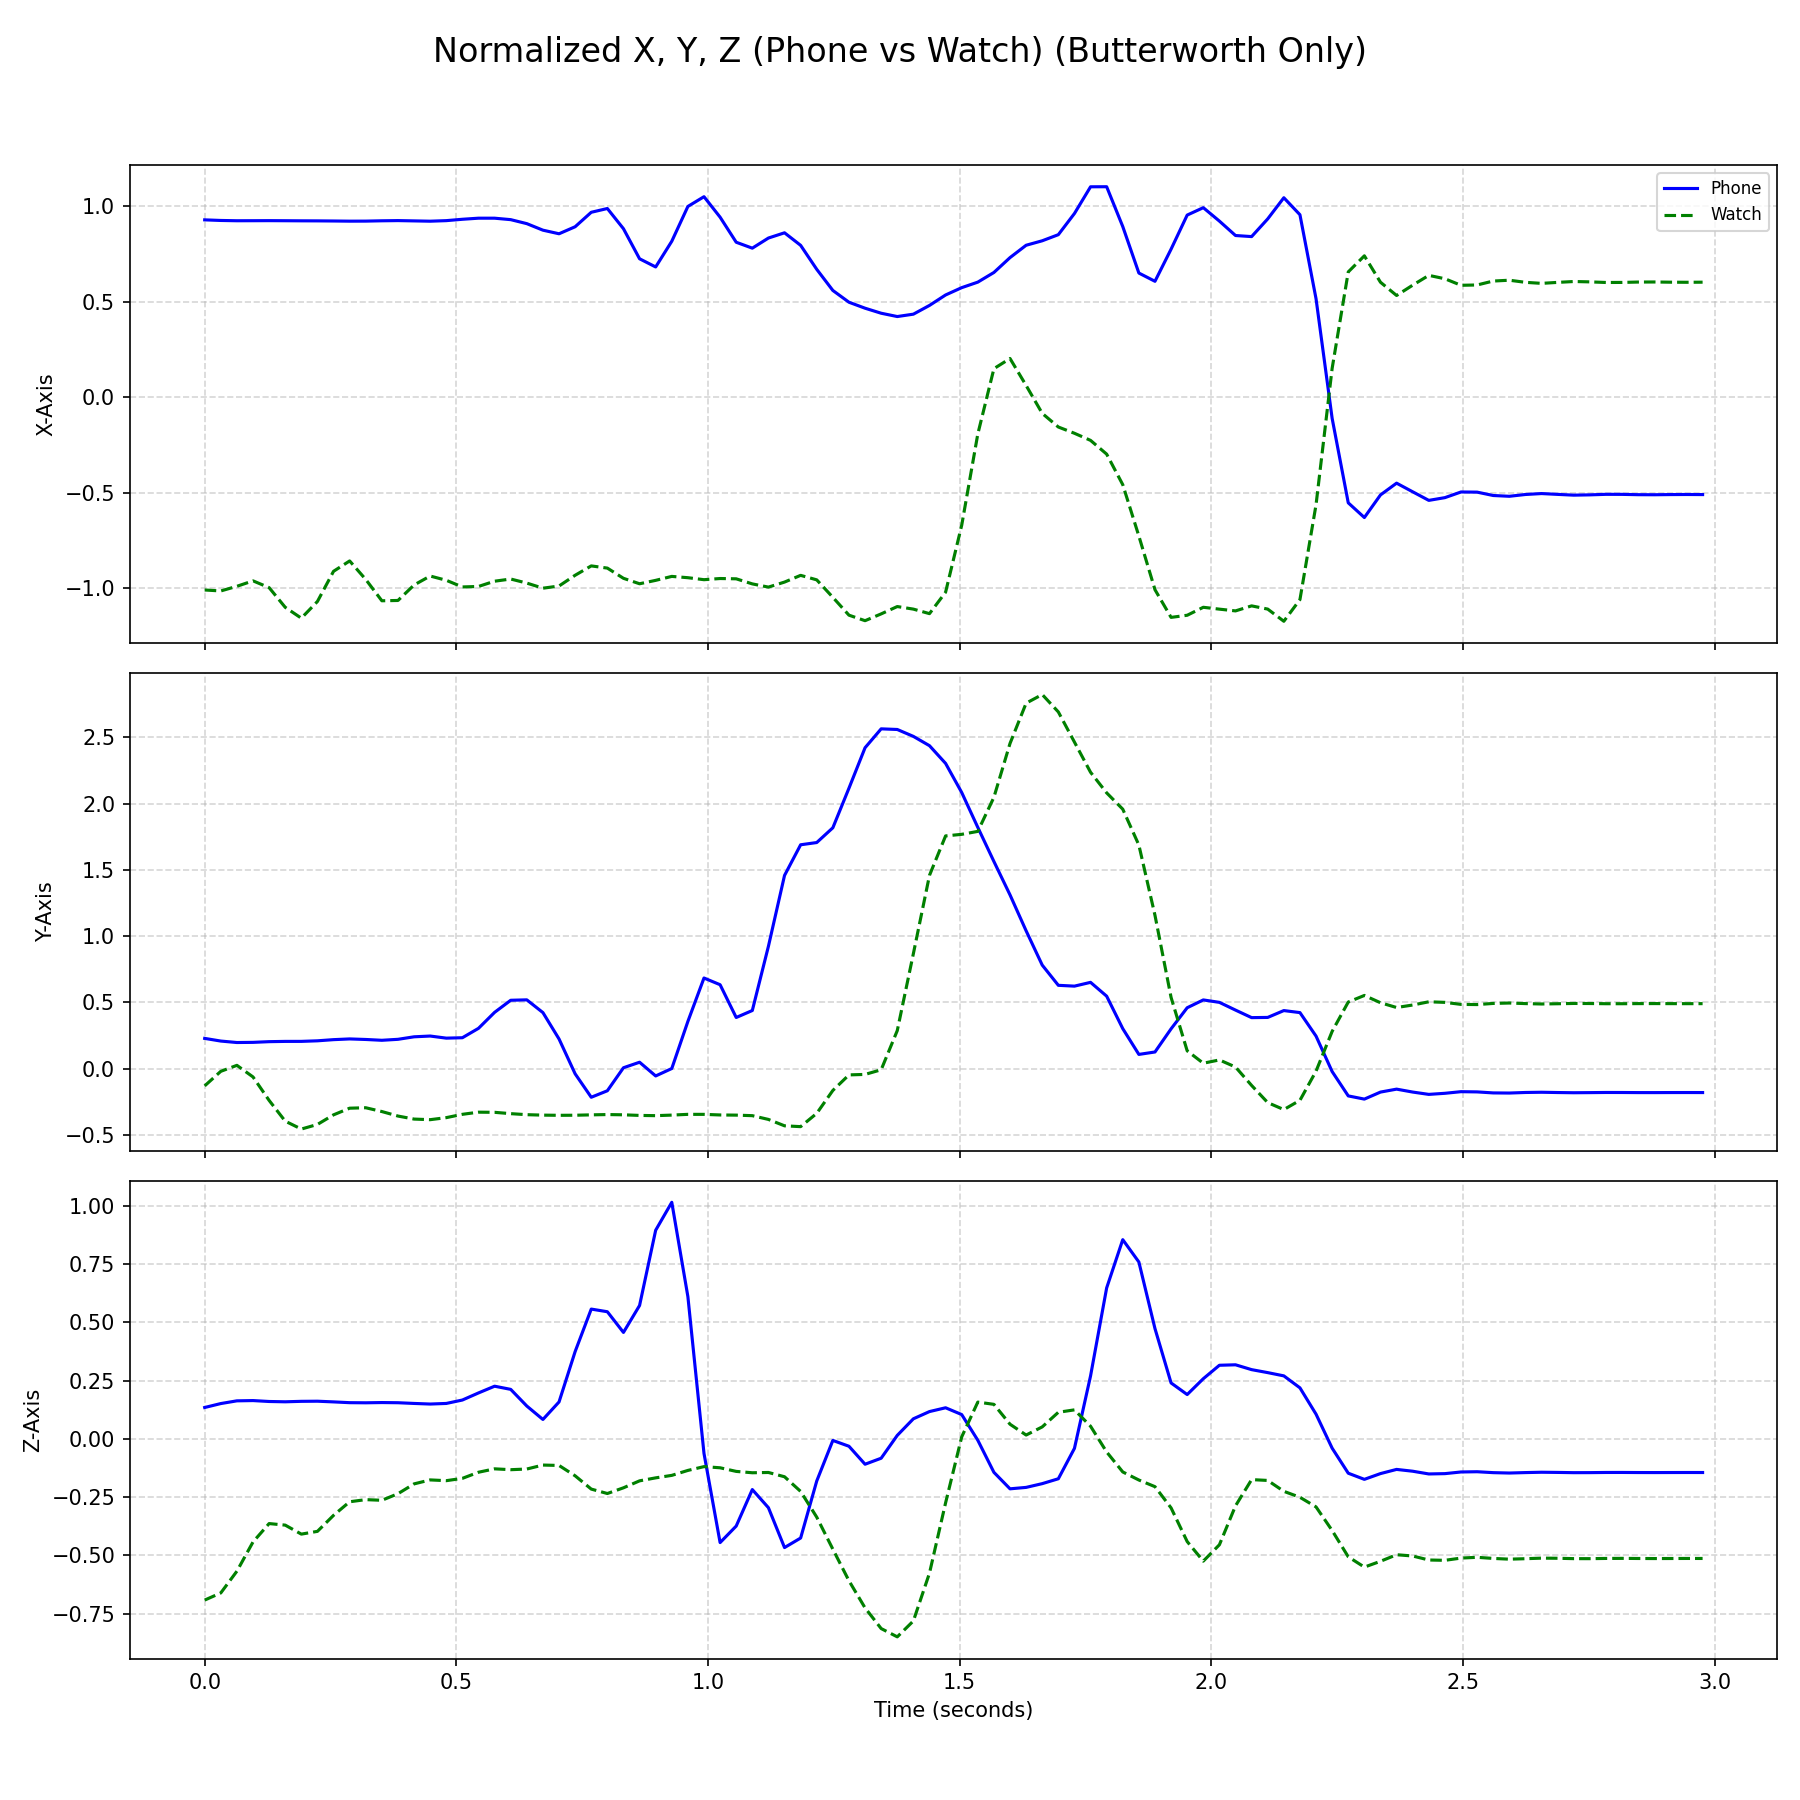 Normalized X, Y, Z (Phone vs Watch) (Butterworth Only)
Phone
Watch
1.0
0.5
0.0
−0.5
−1.0
X-Axis
2.5
2.0
1.5
1.0
0.5
0.0
−0.5
Y-Axis
1.00
0.75
0.50
0.25
0.00
−0.25
−0.50
−0.75
Z-Axis
0.0 0.5 1.0 1.5 2.0 2.5 3.0
Time (seconds)